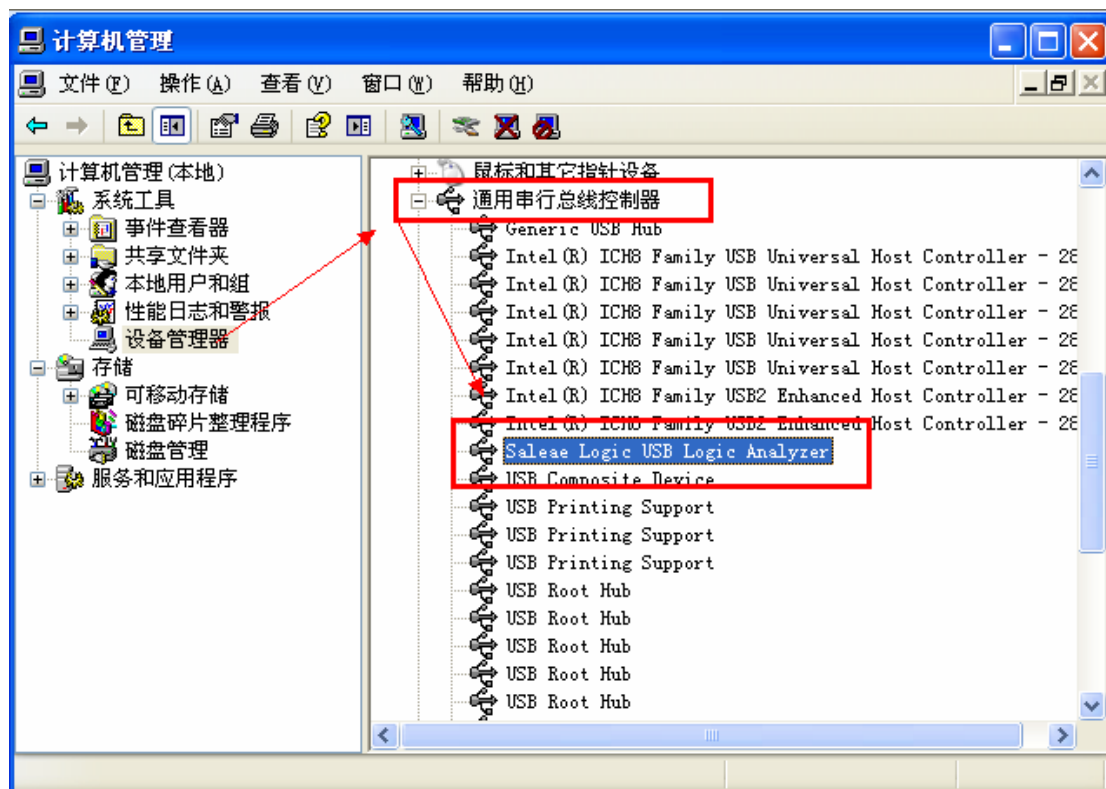 计算机管理
文件(F) 操作(A) 查看(V) 窗口(W) 帮助(H)
计算机管理(本地)
系统工具
事件查看器
共享文件夹
本地用户和组
性能日志和警报
设备管理器
存储
可移动存储
磁盘碎片整理程序
磁盘管理
服务和应用程序
鼠标和其它指针设备
通用串行总线控制器
Generic USB Hub
Intel(R) ICH8 Family USB Universal Host Controller - 28
Intel(R) ICH8 Family USB Universal Host Controller - 28
Intel(R) ICH8 Family USB Universal Host Controller - 28
Intel(R) ICH8 Family USB Universal Host Controller - 28
Intel(R) ICH8 Family USB Universal Host Controller - 28
Intel(R) ICH8 Family USB2 Enhanced Host Controller - 28
Intel(R) ICH8 Family USB2 Enhanced Host Controller - 28
Saleae Logic USB Logic Analyzer
USB Composite Device
USB Printing Support
USB Printing Support
USB Printing Support
USB Root Hub
USB Root Hub
USB Root Hub
USB Root Hub
USB Root Hub